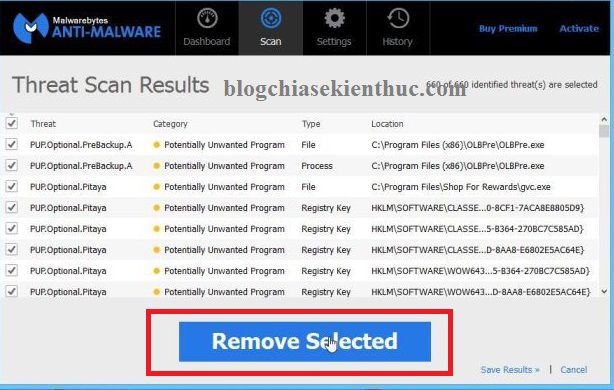 Malwarebytes
ANTI-MALWARE
Dashboard Scan Settings History Buy Premium Activate
Threat Scan Results
blogchiasekienthuc.com
660 of 660 identified threat(s) are selected
Threat Category Type Location
PUP.Optional.PreBackup.A Potentially Unwanted Program File C:\Program Files (x86)\OLBPre\OLBPre.exe
PUP.Optional.PreBackup.A Potentially Unwanted Program Process C:\Program Files (x86)\OLBPre\OLBPre.exe
PUP.Optional.Pitaya Potentially Unwanted Program File C:\Program Files\Shop For Rewards\gvc.exe
PUP.Optional.Pitaya Potentially Unwanted Program Registry Key HKLM\SOFTWARE\CLASSE...0-8CF1-7ACA8E8805D9}
PUP.Optional.Pitaya Potentially Unwanted Program Registry Key HKLM\SOFTWARE\CLASSE...5-B364-270BC7C585AD}
PUP.Optional.Pitaya Potentially Unwanted Program Registry Key HKLM\SOFTWARE\CLASSE...D-8AA8-E6802E5AC64E}
PUP.Optional.Pitaya Potentially Unwanted Program Registry Key HKLM\SOFTWARE\WOW643...5-B364-270BC7C585AD}
PUP.Optional.Pitaya Potentially Unwanted Program Registry Key HKLM\SOFTWARE\WOW643...D-8AA8-E6802E5AC64E}
Remove Selected
Save Results » | Cancel